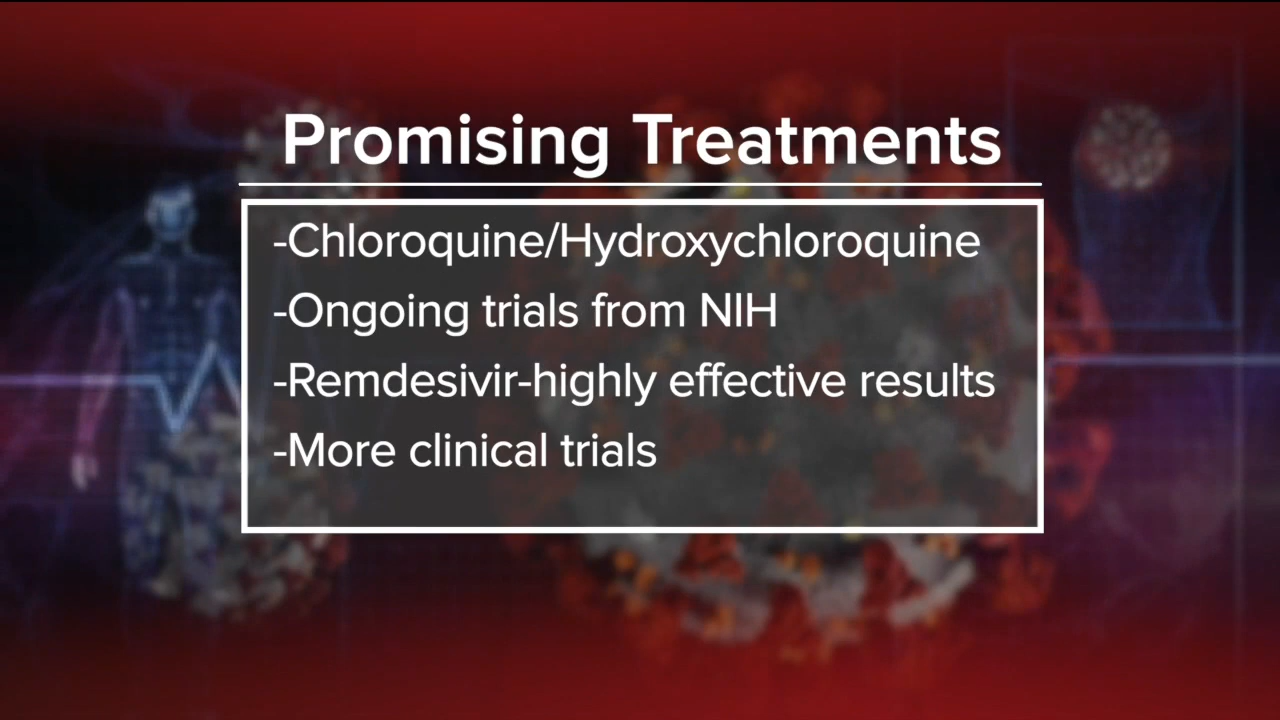 Promising Treatments
-Chloroquine/Hydroxychloroquine
-Ongoing trials from NIH
-Remdesivir-highly effective results
-More clinical trials